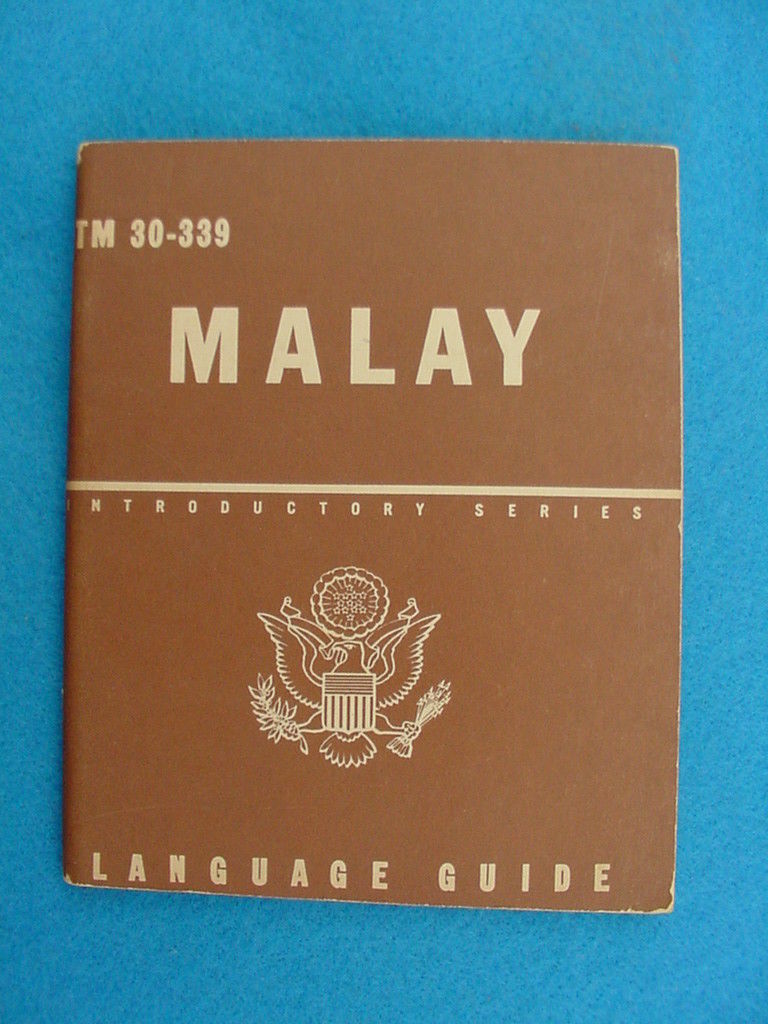 TM 30-339
MALAY
INTRODUCTORY SERIES
LANGUAGE GUIDE